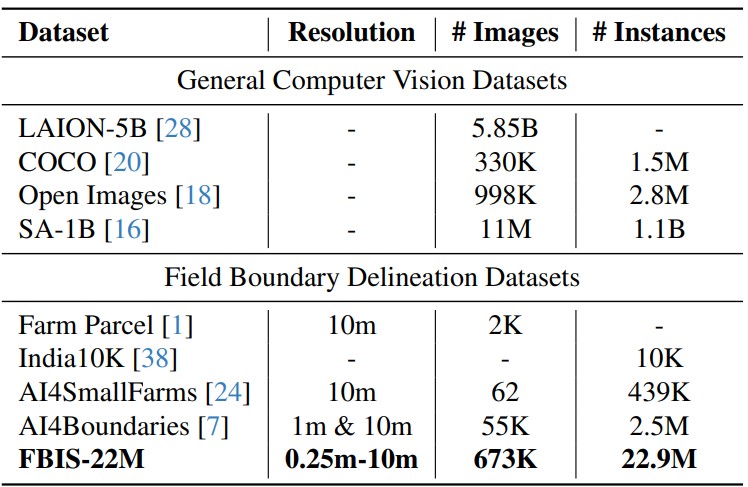 Dataset Resolution # Images # Instances
General Computer Vision Datasets
LAION-5B [28] - 5.85B -
COCO [20] - 330K 1.5M
Open Images [18] - 998K 2.8M
SA-1B [16] - 11M 1.1B
Field Boundary Delineation Datasets
Farm Parcel [1] 10m 2K -
India10K [38] - - 10K
AI4SmallFarms [24] 10m 62 439K
AI4Boundaries [7] 1m & 10m 55K 2.5M
FBIS-22M 0.25m-10m 673K 22.9M